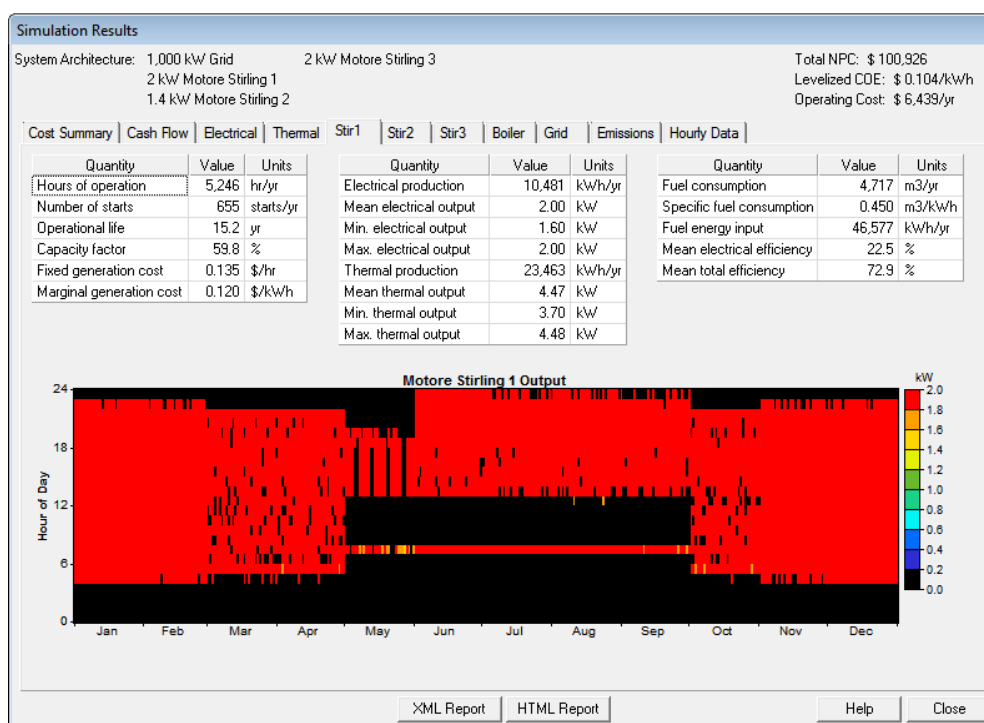 Simulation Results
System Architecture: 1,000 kW Grid 2 kW Motore Stirling 3
2 kW Motore Stirling 1
1.4 kW Motore Stirling 2
Total NPC: $ 100,926
Levelized COE: $ 0.104/kWh
Operating Cost: $ 6,439/yr
Cost Summary Cash Flow Electrical Thermal Stir1 Stir2 Stir3 Boiler Grid Emissions Hourly Data
Quantity Value Units
Hours of operation 5,246 hr/yr
Number of starts 655 starts/yr
Operational life 15.2 yr
Capacity factor 59.8 %
Fixed generation cost 0.135 $/hr
Marginal generation cost 0.120 $/kWh
Quantity Value Units
Electrical production 10,481 kWh/yr
Mean electrical output 2.00 kW
Min. electrical output 1.60 kW
Max. electrical output 2.00 kW
Thermal production 23,463 kWh/yr
Mean thermal output 4.47 kW
Min. thermal output 3.70 kW
Max. thermal output 4.48 kW
Quantity Value Units
Fuel consumption 4,717 m3/yr
Specific fuel consumption 0.450 m3/kWh
Fuel energy input 46,577 kWh/yr
Mean electrical efficiency 22.5 %
Mean total efficiency 72.9 %
Motore Stirling 1 Output
Hour of Day
24
18
12
6
0
Jan Feb Mar Apr May Jun Jul Aug Sep Oct Nov Dec
kW
2.0
1.8
1.6
1.4
1.2
1.0
0.8
0.6
0.4
0.2
0.0
XML Report HTML Report Help Close